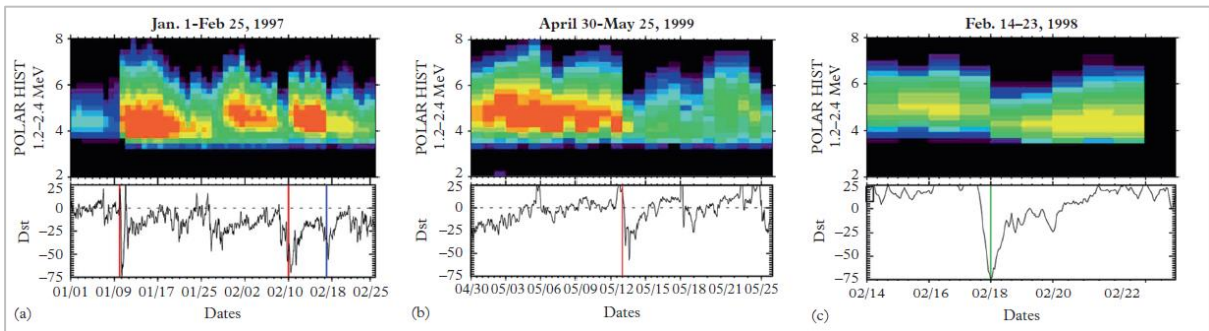 Jan. 1-Feb 25, 1997
8
6
4
2
POLAR HIST
1.2–2.4 MeV
25
0
−25
−50
−75
Dst
01/01 01/09 01/17 01/25 02/02 02/10 02/18 02/25
(a)
Dates
April 30-May 25, 1999
8
6
4
2
POLAR HIST
1.2–2.4 MeV
25
0
−25
−50
−75
Dst
04/30 05/03 05/06 05/09 05/12 05/15 05/18 05/21 05/25
(b)
Dates
Feb. 14–23, 1998
8
6
4
2
POLAR HIST
1.2–2.4 MeV
25
0
−25
−50
−75
Dst
02/14 02/16 02/18 02/20 02/22
(c)
Dates